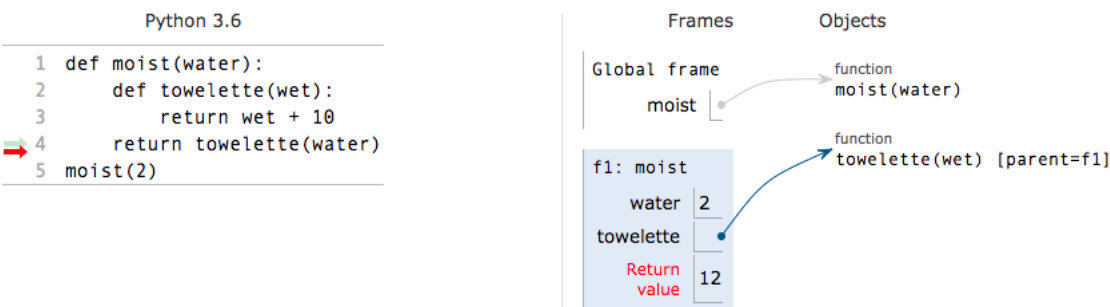 Python 3.6
1 def moist(water):
2     def towelette(wet):
3         return wet + 10
4     return towelette(water)
5 moist(2)
Frames
Objects
Global frame
moist
function
moist(water)
f1: moist
water 2
towelette
Return
value 12
function
towelette(wet) [parent=f1]